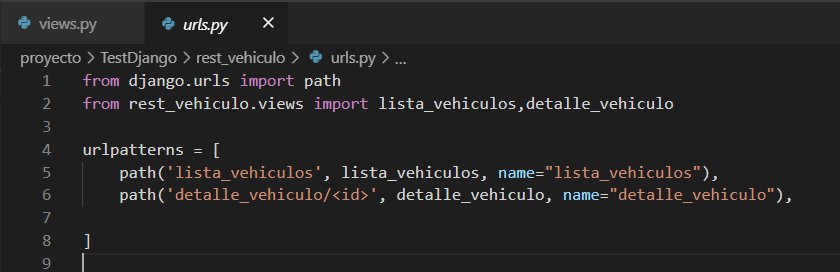 views.py urls.py ×
proyecto > TestDjango > rest_vehiculo > urls.py > ...
1 from django.urls import path
2 from rest_vehiculo.views import lista_vehiculos,detalle_vehiculo
3
4 urlpatterns = [
5     path('lista_vehiculos', lista_vehiculos, name="lista_vehiculos"),
6     path('detalle_vehiculo/<id>', detalle_vehiculo, name="detalle_vehiculo"),
7
8 ]
9